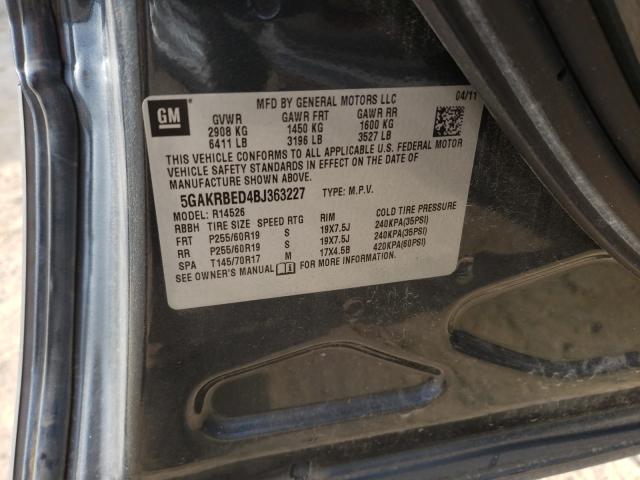 GM
MFD BY GENERAL MOTORS LLC 04/11
GVWR GAWR FRT GAWR RR
2908 KG 1450 KG 1600 KG
6411 LB 3196 LB 3527 LB
THIS VEHICLE CONFORMS TO ALL APPLICABLE U.S. FEDERAL MOTOR
VEHICLE SAFETY STANDARDS IN EFFECT ON THE DATE OF
MANUFACTURE SHOWN ABOVE.
5GAKRBED4BJ363227 TYPE: M.P.V.
MODEL: R14526
BBJH TIRE SIZE SPEED RTG RIM COLD TIRE PRESSURE
FRT P255/60R19 S 19X7.5J 240KPA(35PSI)
RR P255/60R19 S 19X7.5J 240KPA(35PSI)
SPA T145/70R17 M 17X4.5B 420KPA(60PSI)
SEE OWNER'S MANUAL FOR MORE INFORMATION.